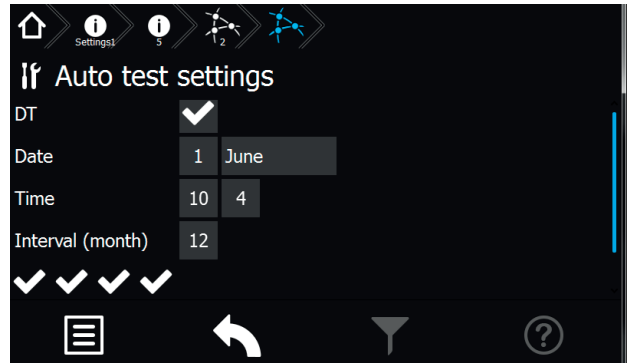 Settings1 5 2
Auto test settings
DT
Date 1 June
Time 10 4
Interval (month) 12